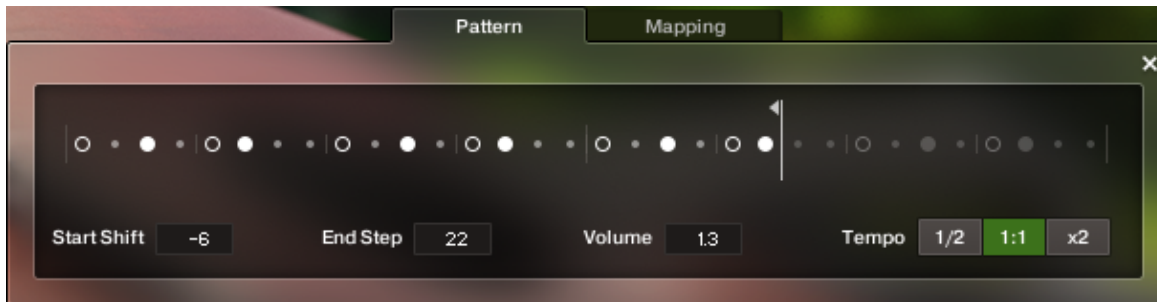 Pattern Mapping
×
Start Shift -6 End Step 22 Volume 1.3 Tempo 1/2 1:1 x2